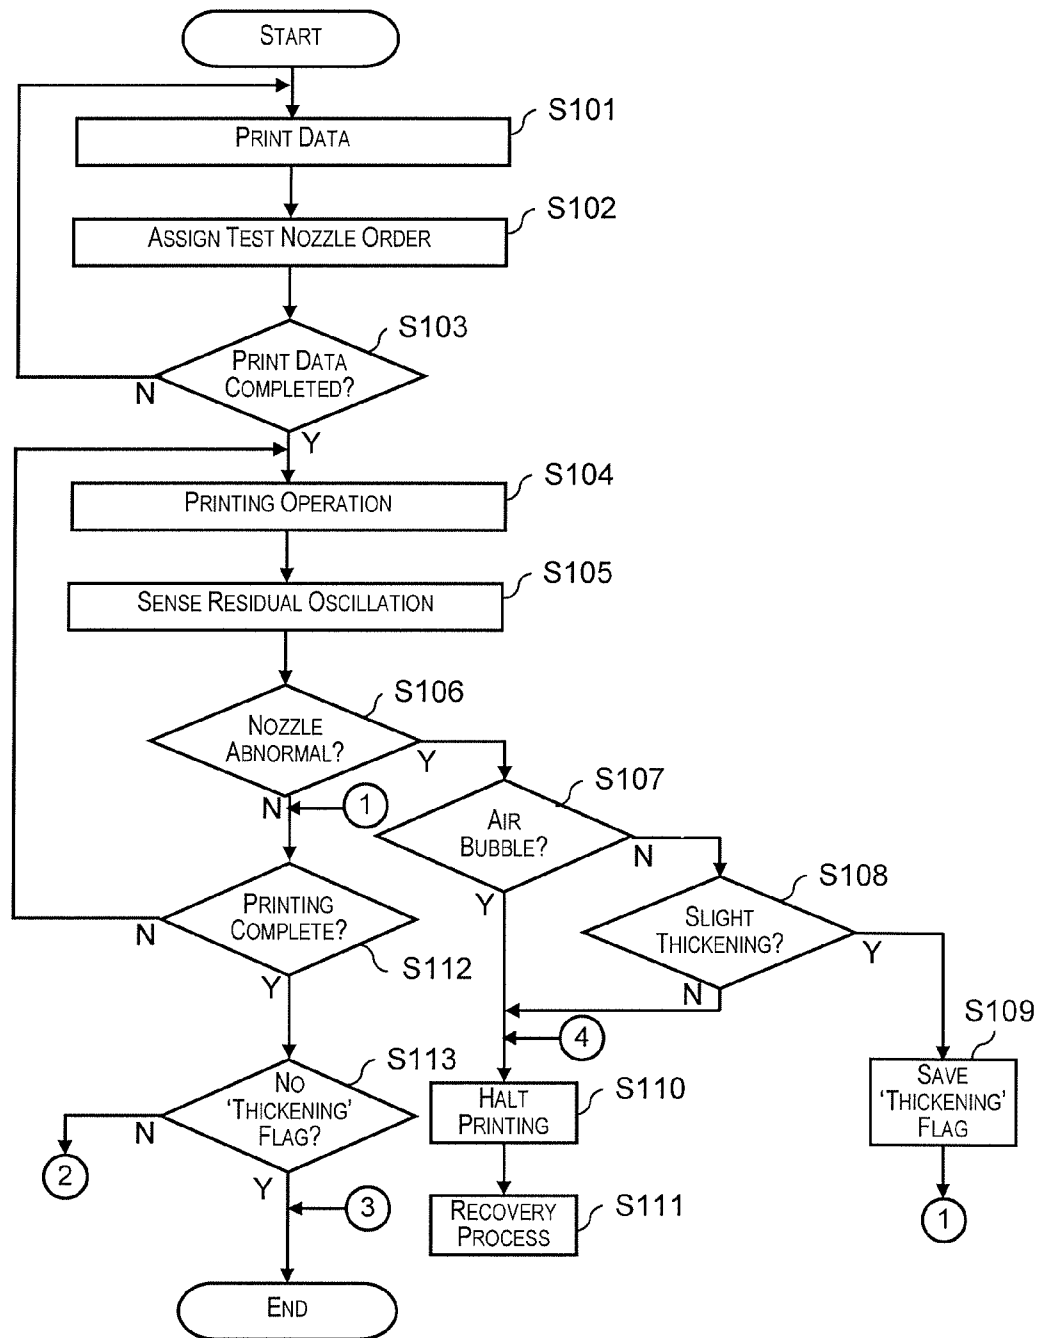 START
S101
PRINT DATA
S102
ASSIGN TEST NOZZLE ORDER
S103
PRINT DATA
COMPLETED?
N
Y
S104
PRINTING OPERATION
S105
SENSE RESIDUAL OSCILLATION
S106
NOZZLE
ABNORMAL?
Y
N
1
S107
AIR
BUBBLE?
N
Y
S108
SLIGHT
THICKENING?
Y
N
PRINTING
COMPLETE?
N
S112
Y
4
S109
SAVE
'THICKENING'
FLAG
1
S113
NO
'THICKENING'
FLAG?
N
2
Y
3
S110
HALT
PRINTING
S111
RECOVERY
PROCESS
END